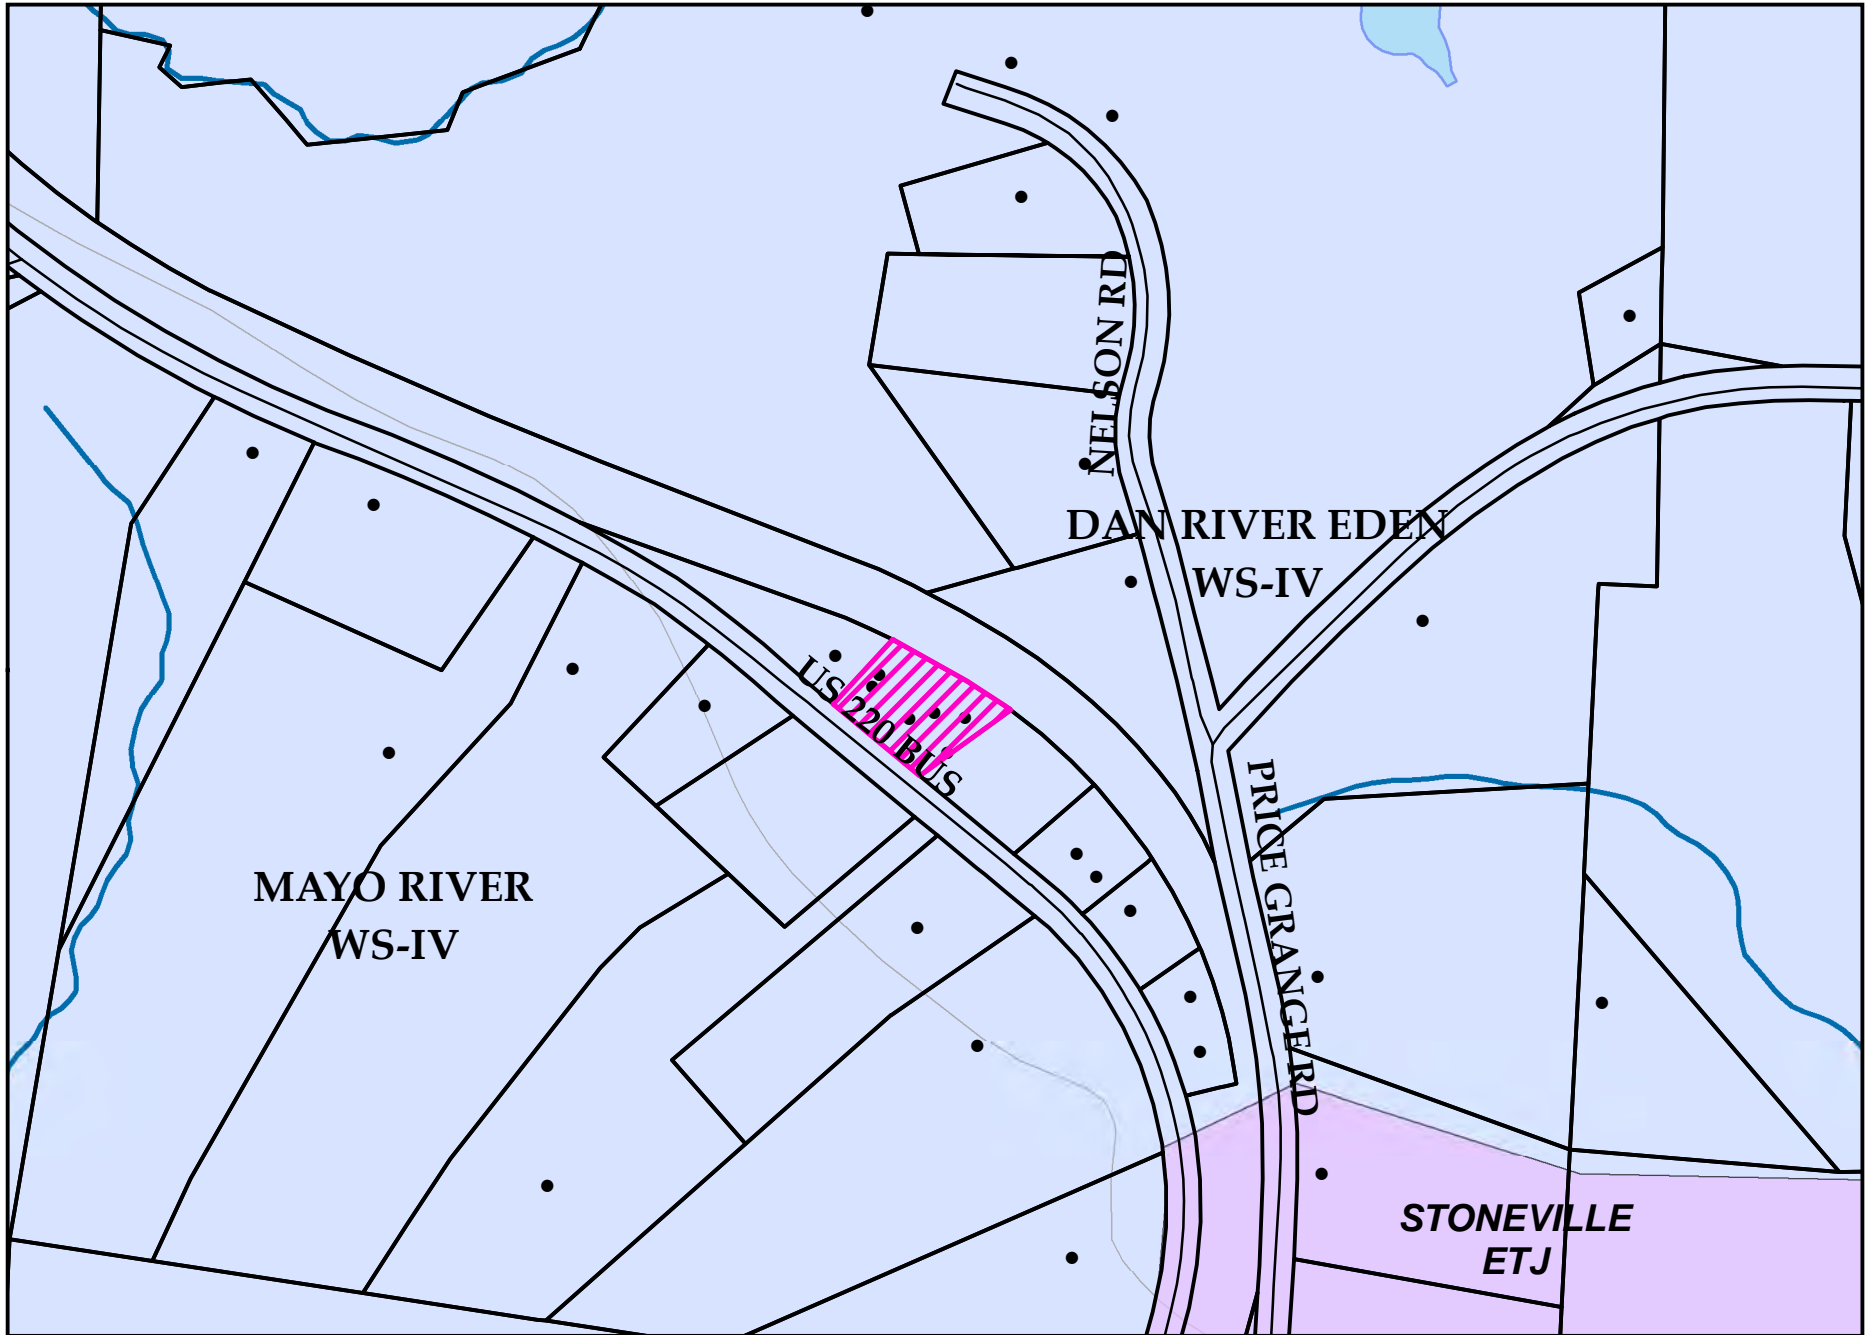 NELSON RD
DAN RIVER EDEN
WS-IV
US 220 BUS
PRICE GRANGE RD
MAYO RIVER
WS-IV
STONEVILLE
ETJ